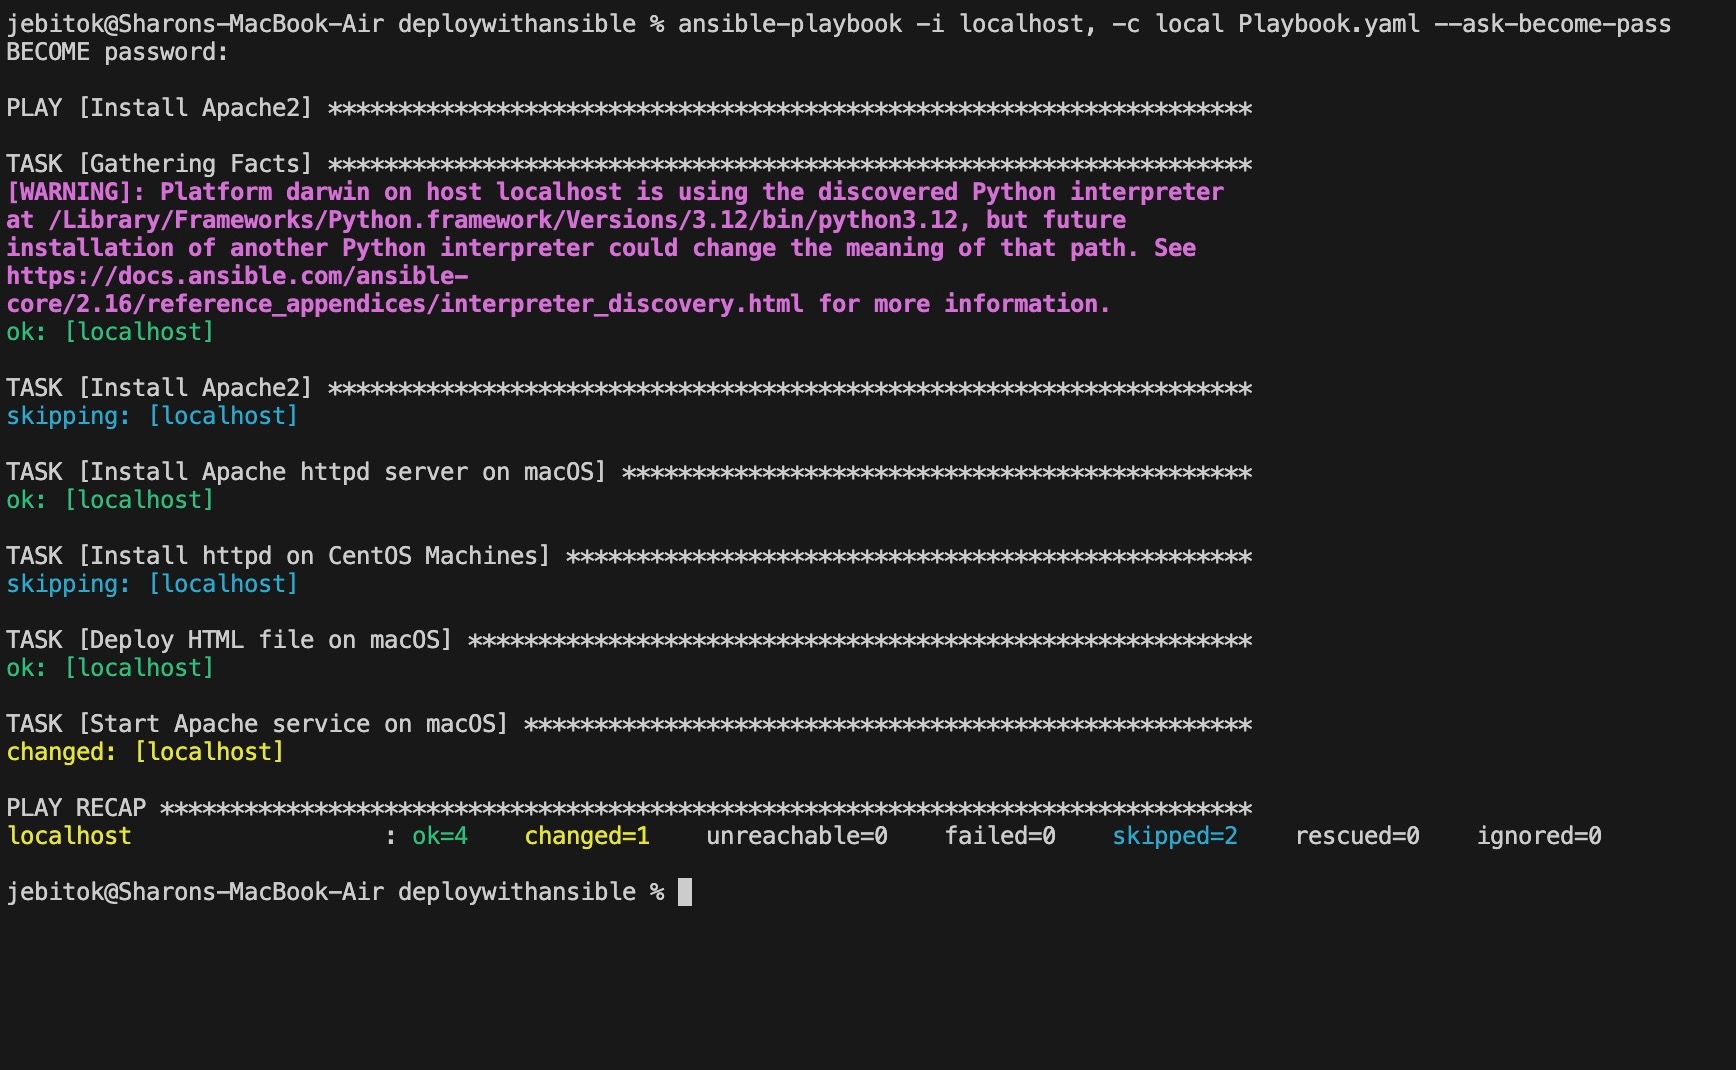 jebitok@Sharons-MacBook-Air deploywithansible % ansible-playbook -i localhost, -c local Playbook.yaml --ask-become-pass
BECOME password:
PLAY [Install Apache2] ******************************************************************
TASK [Gathering Facts] ******************************************************************
[WARNING]: Platform darwin on host localhost is using the discovered Python interpreter
at /Library/Frameworks/Python.framework/Versions/3.12/bin/python3.12, but future
installation of another Python interpreter could change the meaning of that path. See
https://docs.ansible.com/ansible-
core/2.16/reference_appendices/interpreter_discovery.html for more information.
ok: [localhost]
TASK [Install Apache2] ******************************************************************
skipping: [localhost]
TASK [Install Apache httpd server on macOS] *********************************************
ok: [localhost]
TASK [Install httpd on CentOS Machines] *************************************************
skipping: [localhost]
TASK [Deploy HTML file on macOS] ********************************************************
ok: [localhost]
TASK [Start Apache service on macOS] ****************************************************
changed: [localhost]
PLAY RECAP ******************************************************************************
localhost                  : ok=4    changed=1    unreachable=0    failed=0    skipped=2    rescued=0    ignored=0
jebitok@Sharons-MacBook-Air deploywithansible %